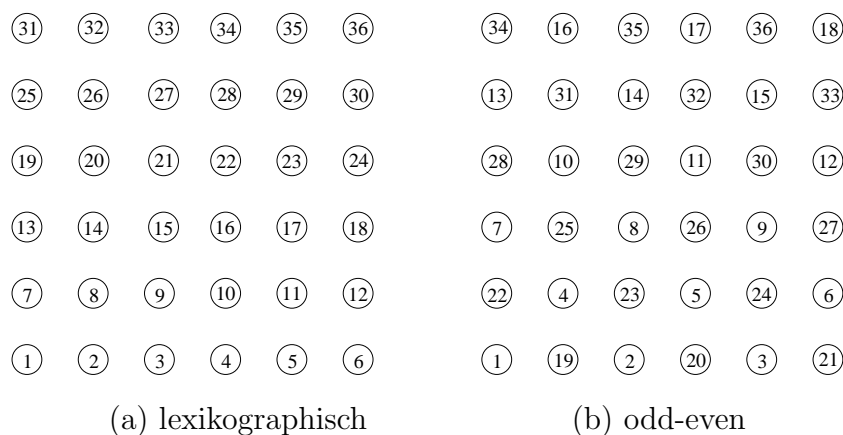 31 32 33 34 35 36 34 16 35 17 36 18
25 26 27 28 29 30 13 31 14 32 15 33
19 20 21 22 23 24 28 10 29 11 30 12
13 14 15 16 17 18 7 25 8 26 9 27
7 8 9 10 11 12 22 4 23 5 24 6
1 2 3 4 5 6 1 19 2 20 3 21
(a) lexikographisch (b) odd-even